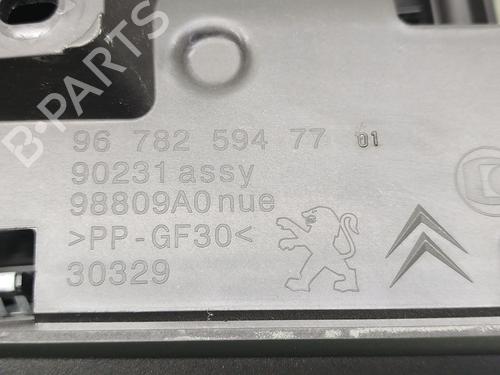 B-PARTS
96 782 594 77 01
90231 assy
98809A0 nue
>PP-GF30<
30329